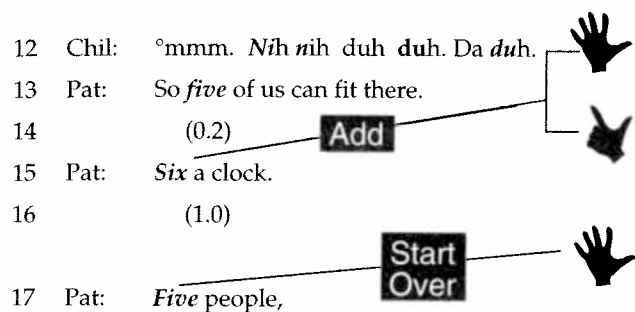 12 Chil: °mmm. Nih nih duh duh. Da duh.
13 Pat: So five of us can fit there.
14 (0.2)
Add
15 Pat: Six a clock.
16 (1.0)
Start
Over
17 Pat: Five people,